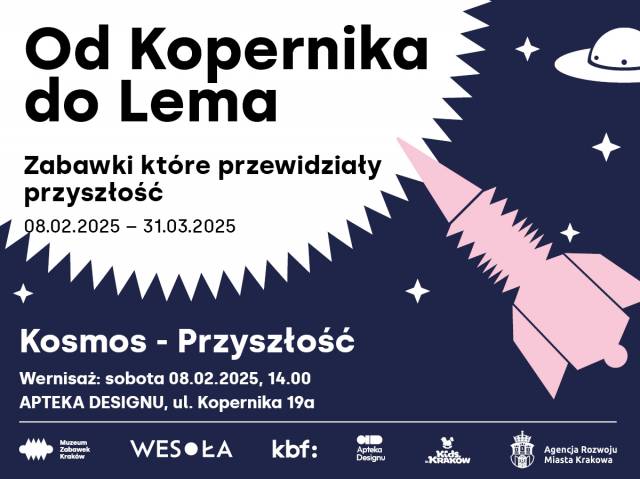 Od Kopernika
do Lema
Zabawki które przewidziały
przyszłość
08.02.2025 – 31.03.2025
Kosmos - Przyszłość
Wernisaż: sobota 08.02.2025, 14.00
APTEKA DESIGNU, ul. Kopernika 19a
Muzeum
Zabawek
Kraków
WESOŁA
kbf:
Apteka
Designu
Kids
in KRAKÓW
Agencja Rozwoju
Miasta Krakowa